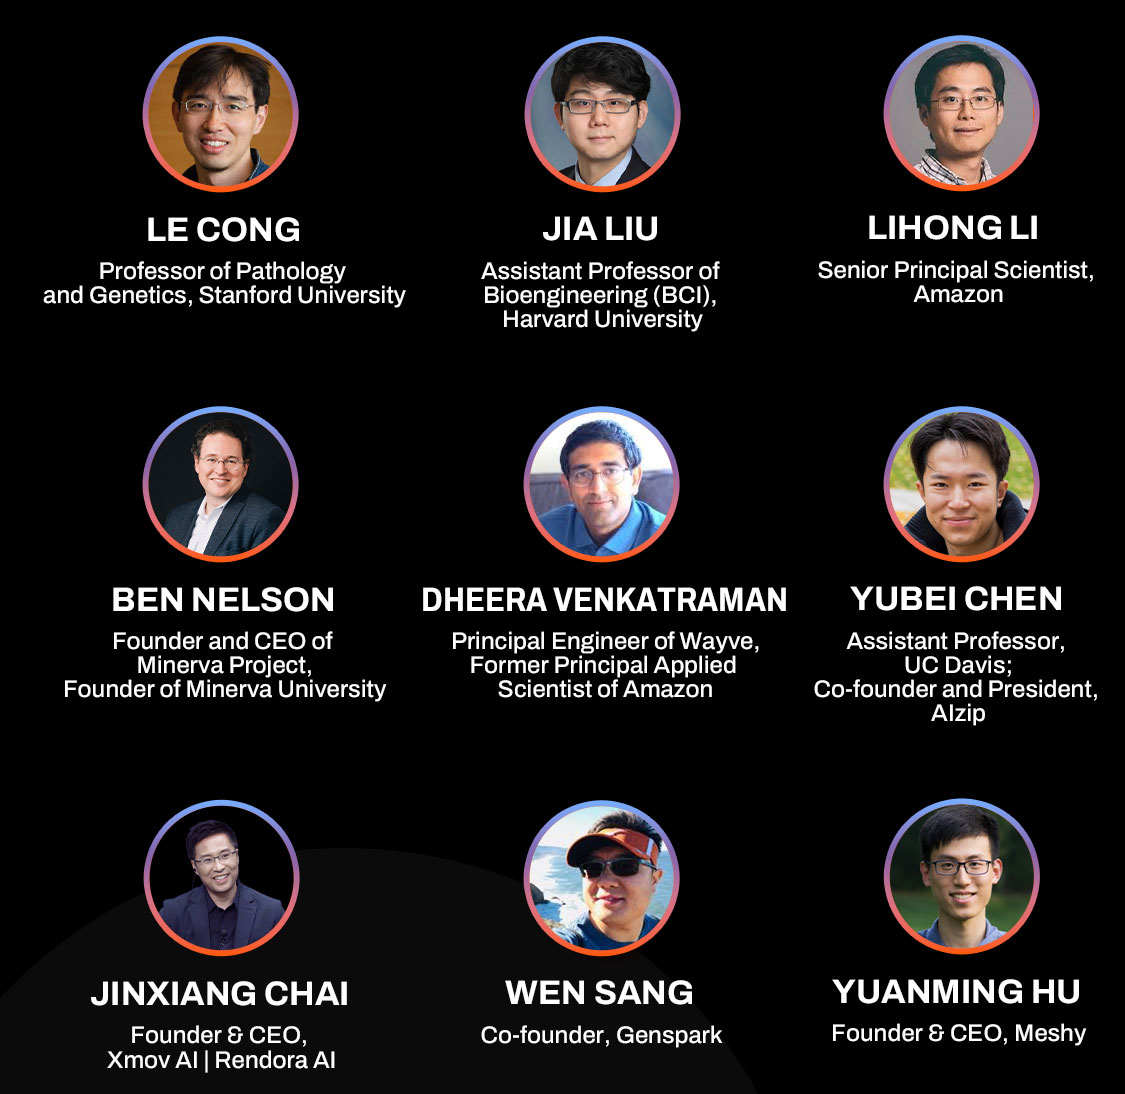 LE CONG
Professor of Pathology
and Genetics, Stanford University
JIA LIU
Assistant Professor of
Bioengineering (BCI),
Harvard University
LIHONG LI
Senior Principal Scientist,
Amazon
BEN NELSON
Founder and CEO of
Minerva Project,
Founder of Minerva University
DHEERA VENKATRAMAN
Principal Engineer of Wayve,
Former Principal Applied
Scientist of Amazon
YUBEI CHEN
Assistant Professor,
UC Davis;
Co-founder and President,
AIzip
JINXIANG CHAI
Founder & CEO,
Xmov AI | Rendora AI
WEN SANG
Co-founder, Genspark
YUANMING HU
Founder & CEO, Meshy